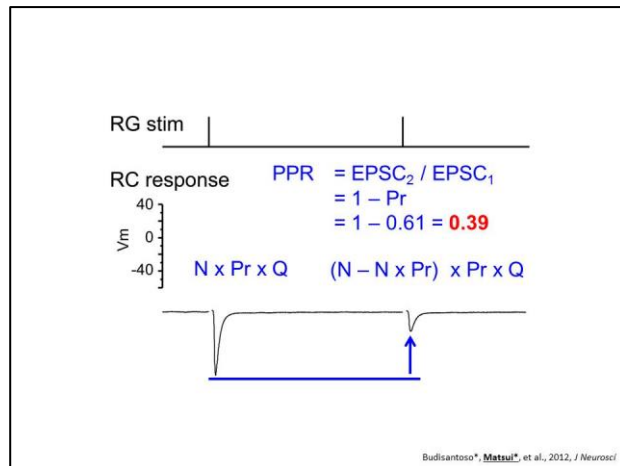 RG stim
RC response
PPR = EPSC₂ / EPSC₁
= 1 – Pr
= 1 – 0.61 = 0.39
40
0
-40
Vm
N x Pr x Q
(N – N x Pr) x Pr x Q
Budisantoso*, Matsui*, et al., 2012, J Neurosci